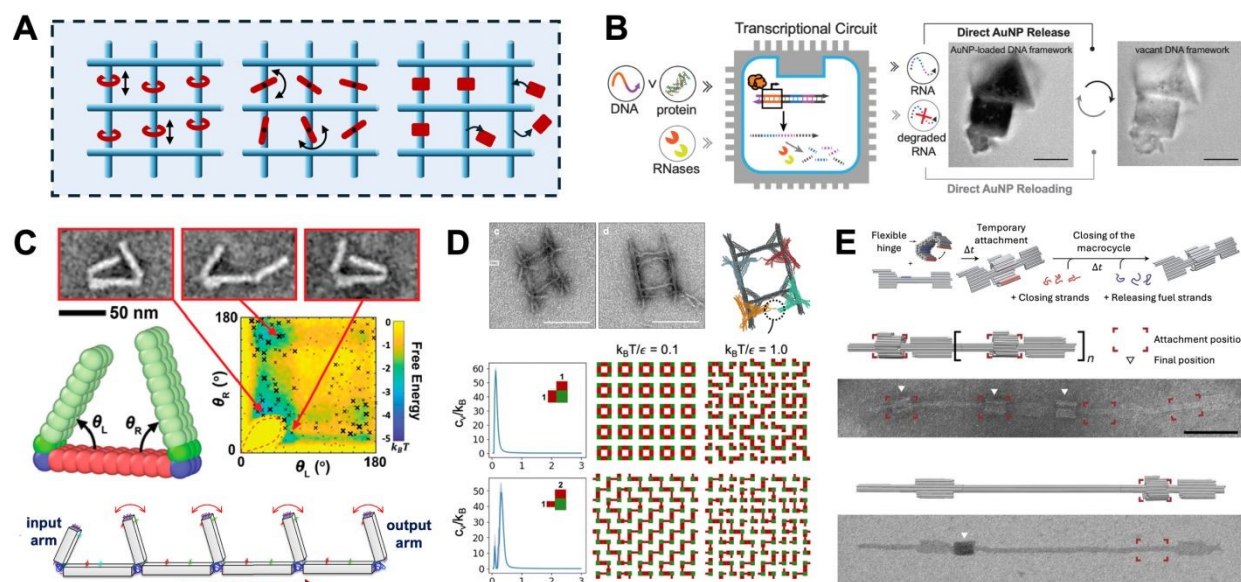 A
B
Transcriptional Circuit
DNA
v
protein
RNases
RNA
degraded
RNA
Direct AuNP Release
AuNP-loaded DNA framework
vacant DNA framework
Direct AuNP Reloading
C
50 nm
θL
θR
180
θR (°)
0
0
θL (°)
180
0
-1
-2
-3
-4
-5
kBT
Free Energy
input
arm
output
arm
D
c
d
kBT/ϵ = 0.1
kBT/ϵ = 1.0
cv/kB
60
50
40
30
20
10
0
0
1
2
3
1
1
cv/kB
50
40
30
20
10
0
0
1
2
3
2
1
E
Flexible
hinge
+
Δt
Temporary
attachment
Closing of the
macrocycle
Δt
+ Closing strands
+ Releasing fuel strands
n
Attachment position
Final position